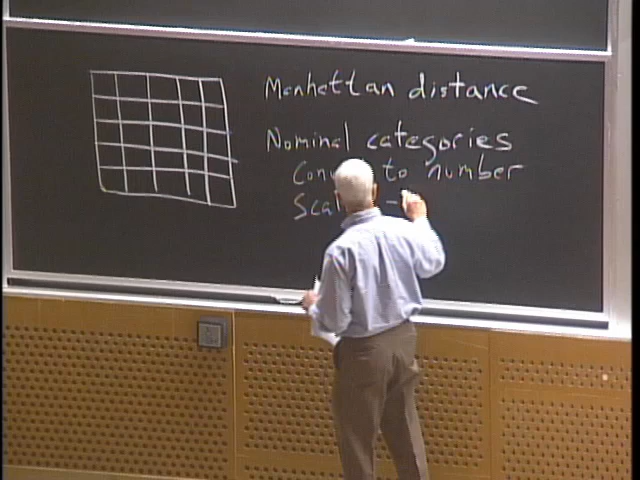 Manhattan distance
Nominal categories
to number